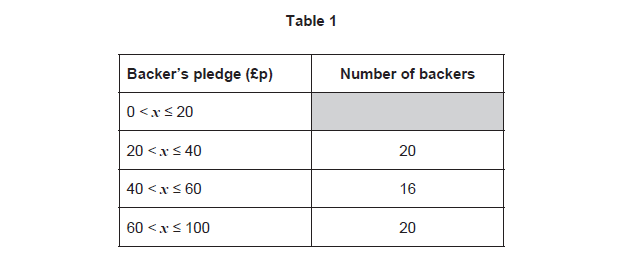 Table 1
Backer's pledge (£p) Number of backers
0 < x ≤ 20
20 < x ≤ 40 20
40 < x ≤ 60 16
60 < x ≤ 100 20